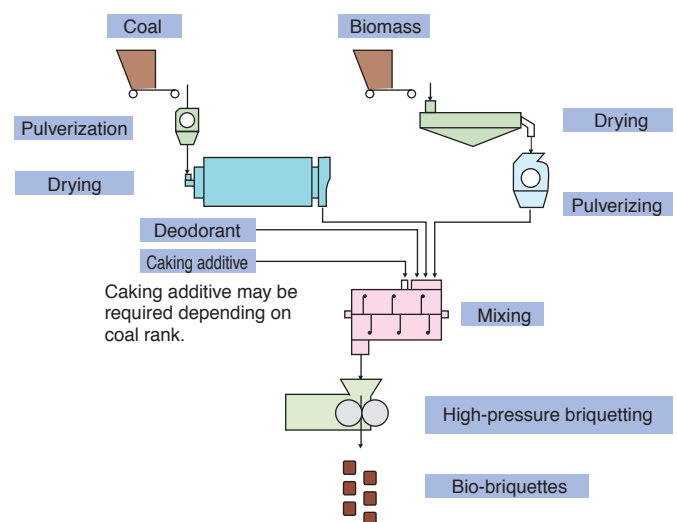 Coal
Biomass
Pulverization
Drying
Drying
Pulverizing
Deodorant
Caking additive
Caking additive may be
required depending on
coal rank.
Mixing
High-pressure briquetting
Bio-briquettes